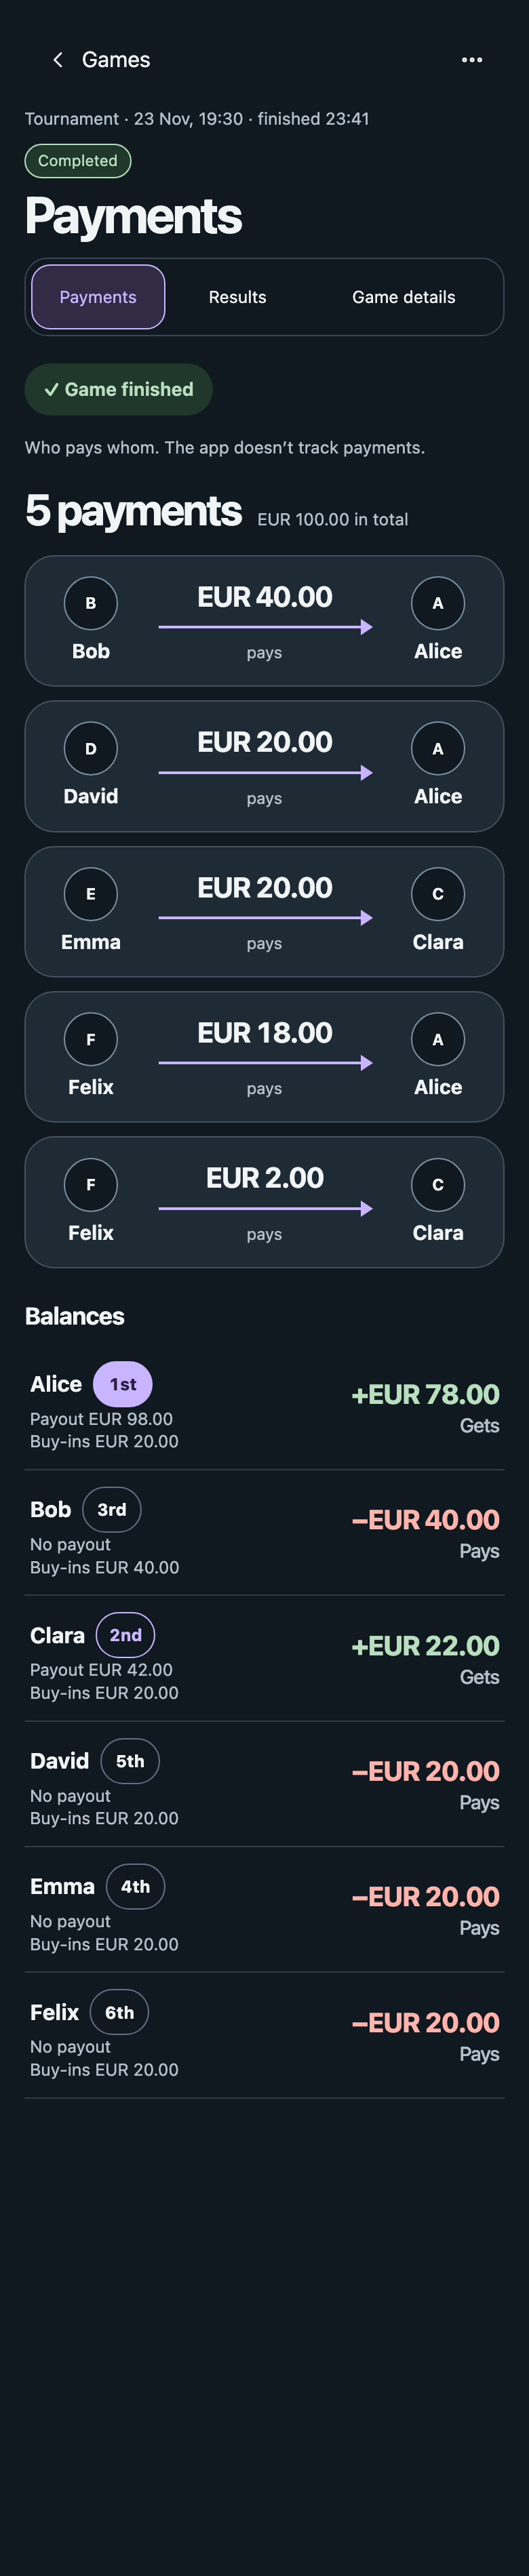 Games
Tournament · 23 Nov, 19:30 · finished 23:41
Completed
Payments
Payments
Results
Game details
✓ Game finished
Who pays whom. The app doesn’t track payments.
5 payments EUR 100.00 in total
B
EUR 40.00
A
Bob
pays
Alice
D
EUR 20.00
A
David
pays
Alice
E
EUR 20.00
C
Emma
pays
Clara
F
EUR 18.00
A
Felix
pays
Alice
F
EUR 2.00
C
Felix
pays
Clara
Balances
Alice 1st
Payout EUR 98.00
Buy-ins EUR 20.00
+EUR 78.00
Gets
Bob 3rd
No payout
Buy-ins EUR 40.00
−EUR 40.00
Pays
Clara 2nd
Payout EUR 42.00
Buy-ins EUR 20.00
+EUR 22.00
Gets
David 5th
No payout
Buy-ins EUR 20.00
−EUR 20.00
Pays
Emma 4th
No payout
Buy-ins EUR 20.00
−EUR 20.00
Pays
Felix 6th
No payout
Buy-ins EUR 20.00
−EUR 20.00
Pays